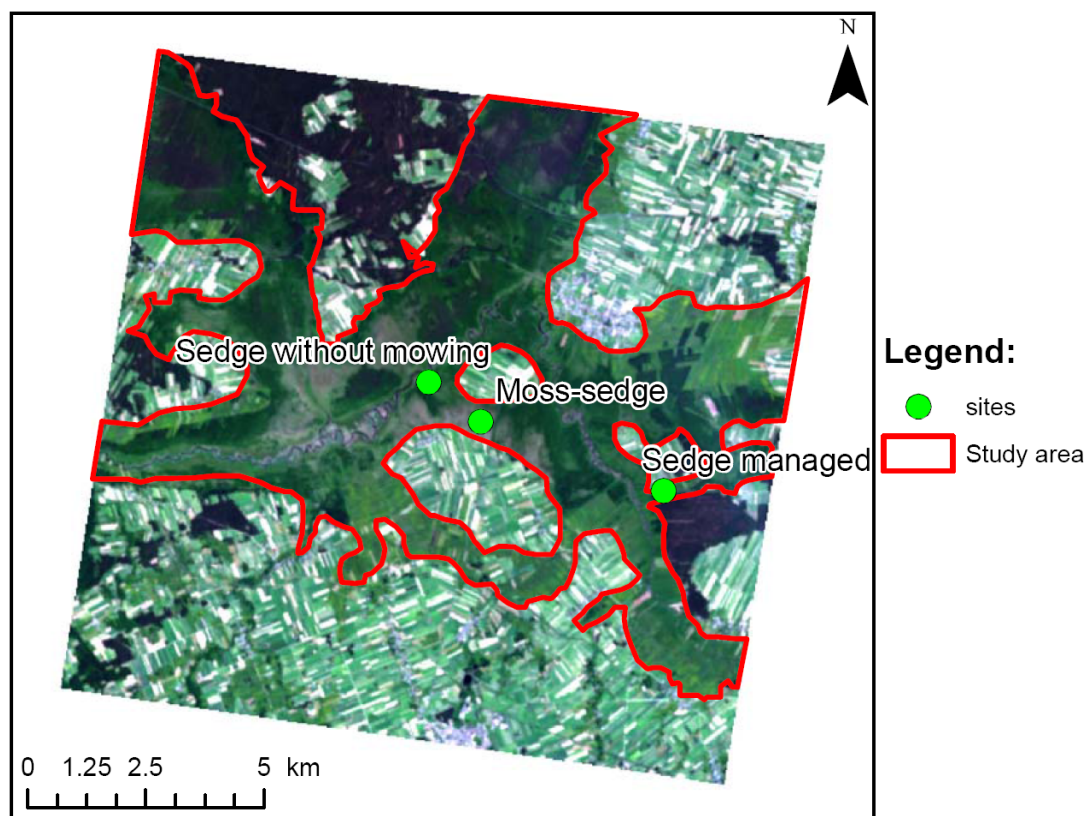 N
Sedge without mowing
Moss-sedge
Sedge managed
Legend:
sites
Study area
0 1.25 2.5 5 km